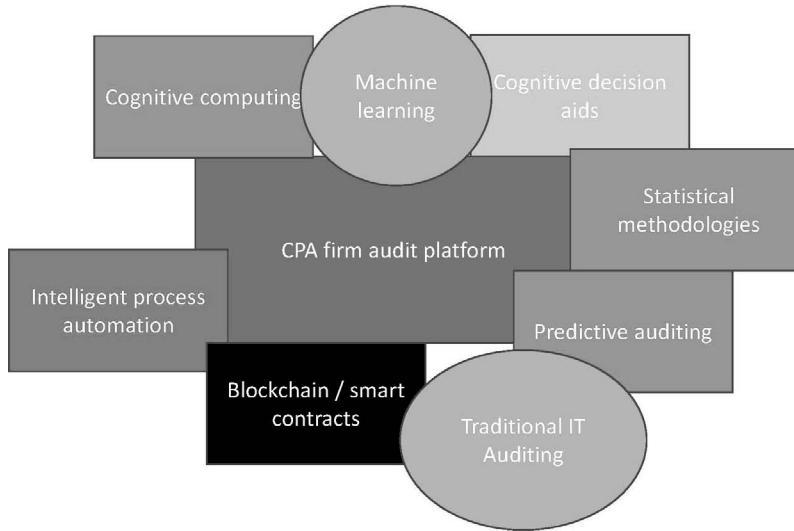 Cognitive computing
Machine
learning
Cognitive decision
aids
Statistical
methodologies
CPA firm audit platform
Intelligent process
automation
Predictive auditing
Blockchain / smart
contracts
Traditional IT
Auditing